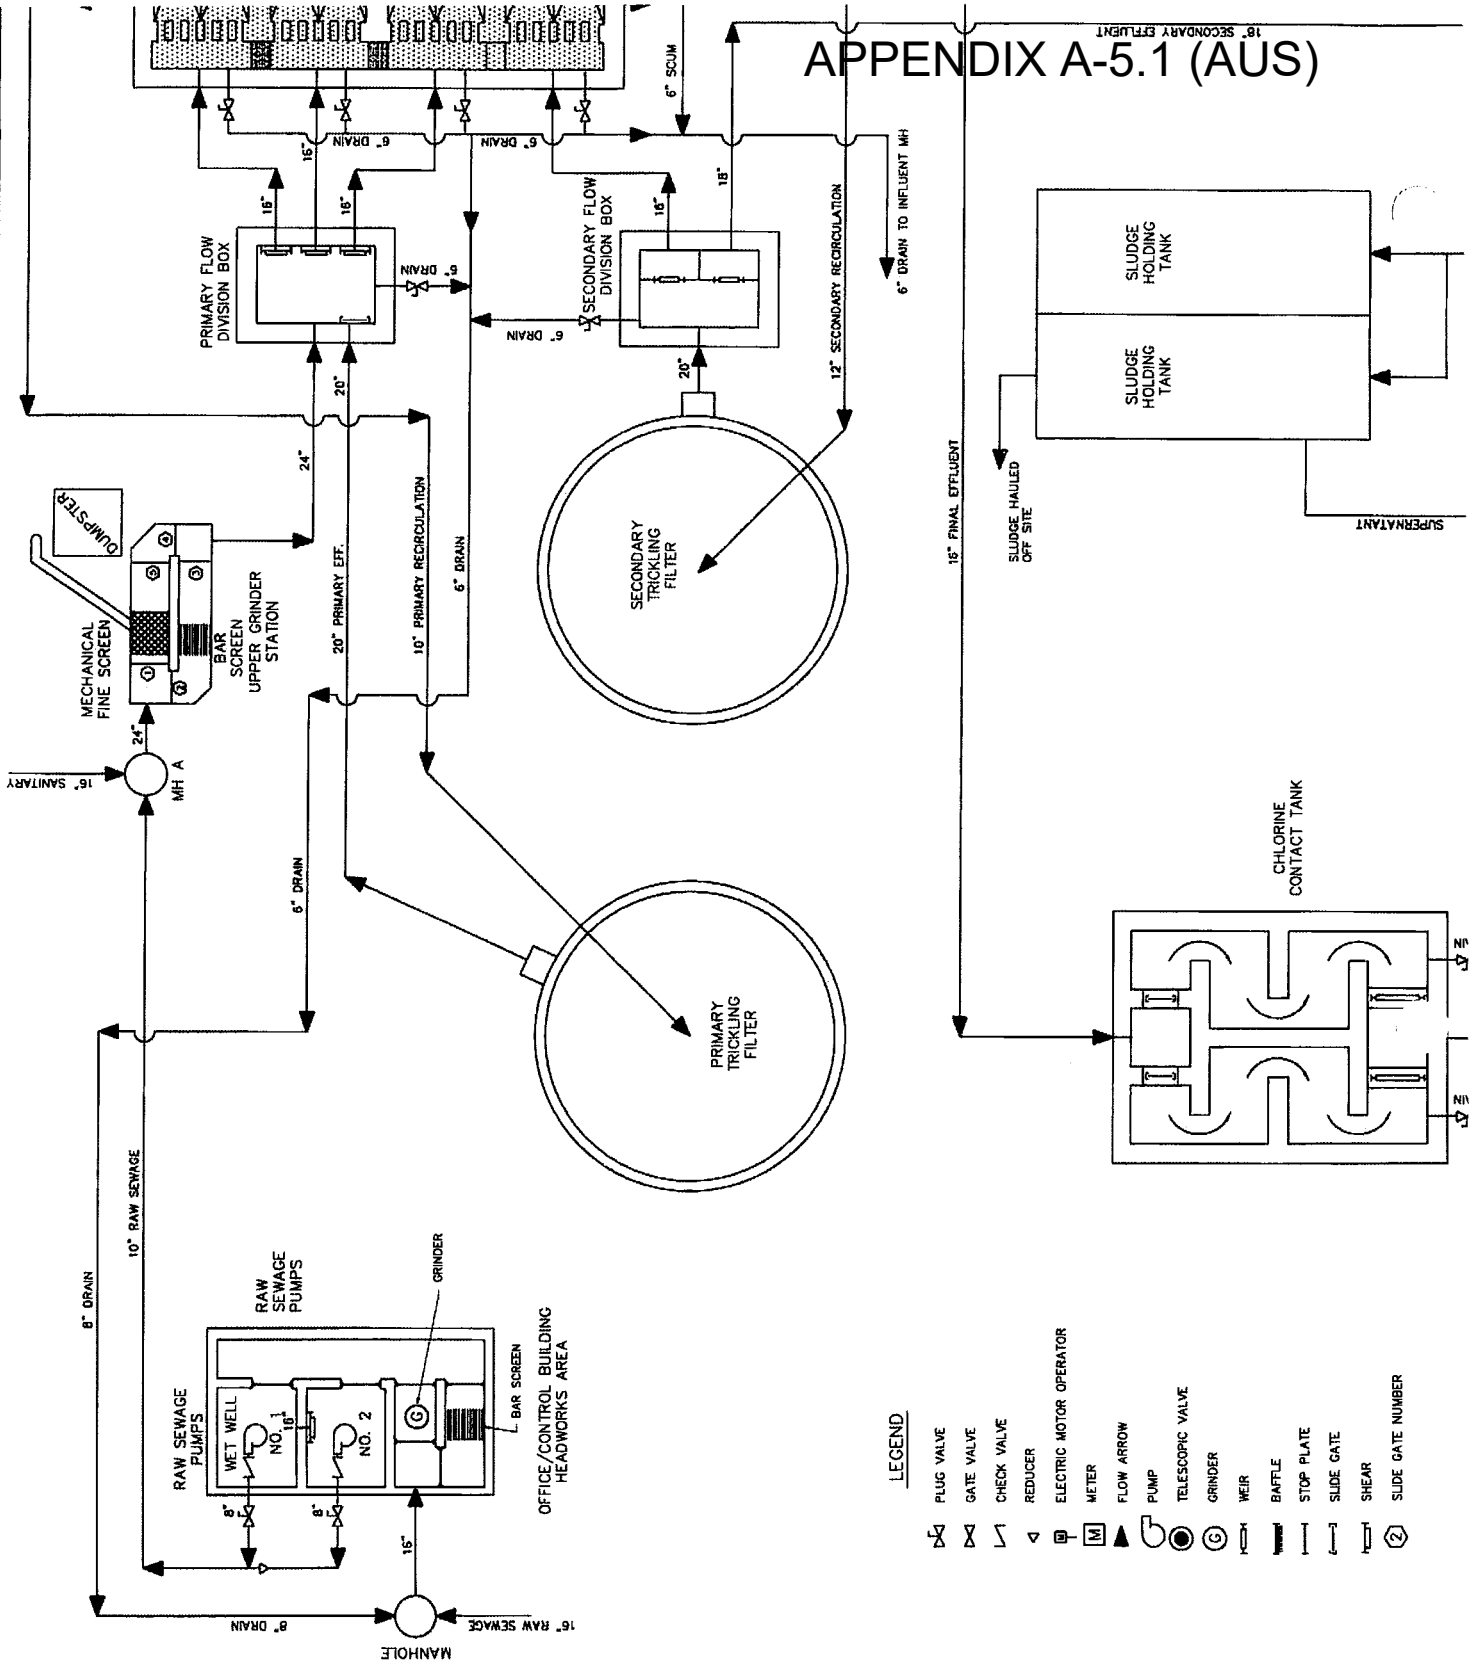 APPENDIX A-5.1 (AUS)
18" SECONDARY EFFLUENT
6" SCUM
6" DRAIN
6" DRAIN
6" DRAIN TO INFLUENT MH
16"
16"
16"
16"
18"
PRIMARY FLOW
DIVISION BOX
6" DRAIN
SECONDARY FLOW
DIVISION BOX
6" DRAIN
12" SECONDARY RECIRCULATION
20"
20"
24"
SLUDGE
HOLDING
TANK
SLUDGE
HOLDING
TANK
SLUDGE HAULED
OFF SITE
SUPERNATANT
DUMPSTER
MECHANICAL
FINE SCREEN
1
2
3
4
5
BAR
SCREEN
UPPER GRINDER
STATION
24"
16" SANITARY
MH A
20" PRIMARY EFF.
10" PRIMARY RECIRCULATION
6" DRAIN
SECONDARY
TRICKLING
FILTER
16" FINAL EFFLUENT
6" DRAIN
PRIMARY
TRICKLING
FILTER
CHLORINE
CONTACT TANK
8" DRAIN
10" RAW SEWAGE
RAW
SEWAGE
PUMPS
GRINDER
RAW SEWAGE
PUMPS
WET WELL
NO. 1
16"
NO. 2
G
BAR SCREEN
OFFICE/CONTROL BUILDING
HEADWORKS AREA
8"
8"
16"
8" DRAIN
16" RAW SEWAGE
MANHOLE
LEGEND
PLUG VALVE
GATE VALVE
CHECK VALVE
REDUCER
M ELECTRIC MOTOR OPERATOR
M METER
FLOW ARROW
PUMP
TELESCOPIC VALVE
G GRINDER
WEIR
BAFFLE
STOP PLATE
SLIDE GATE
SHEAR
2 SLIDE GATE NUMBER